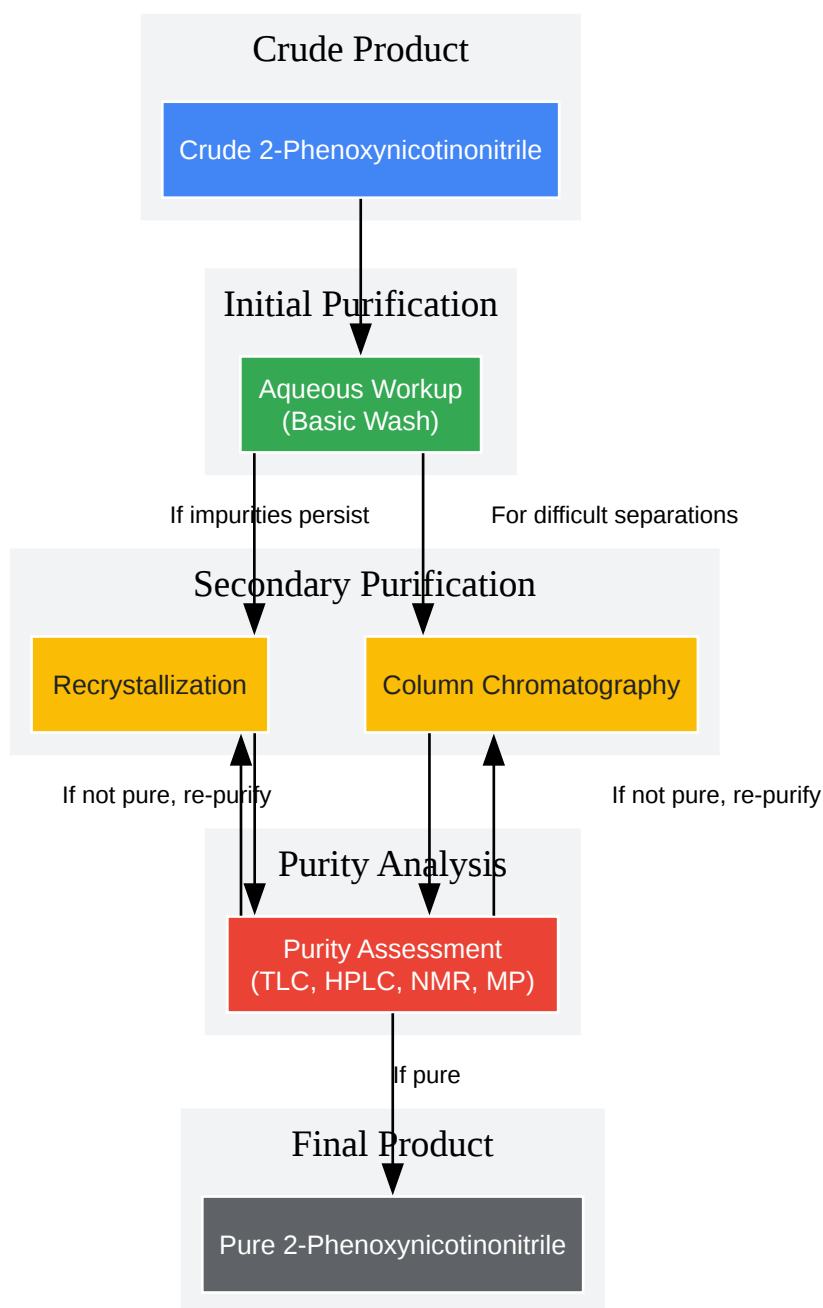 Crude Product
Crude 2-Phenoxynicotinonitrile
Initial Purification
Aqueous Workup
(Basic Wash)
If impurities persist
For difficult separations
Secondary Purification
Recrystallization
Column Chromatography
If not pure, re-purify
If not pure, re-purify
Purity Analysis
Purity Assessment
(TLC, HPLC, NMR, MP)
If pure
Final Product
Pure 2-Phenoxynicotinonitrile